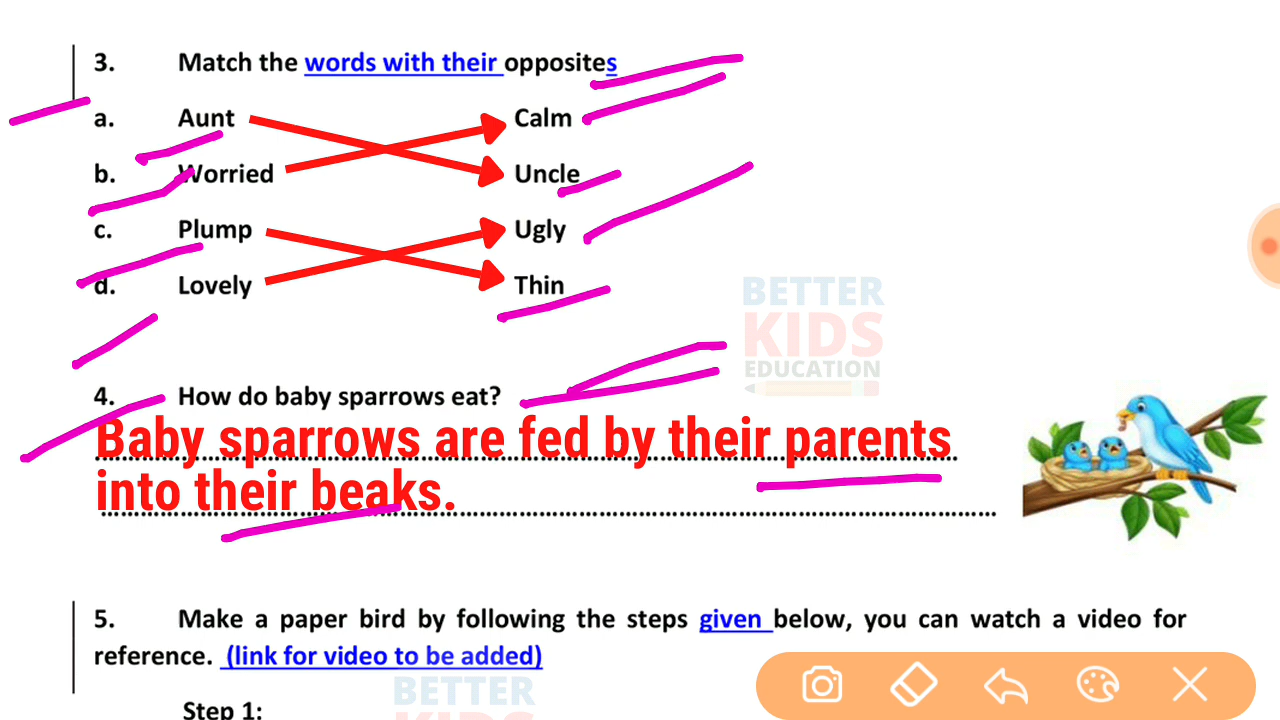 3. Match the words with their opposites
a. Aunt Calm
b. Worried Uncle
c. Plump Ugly
d. Lovely Thin
BETTER
KIDS
EDUCATION
4. How do baby sparrows eat?
Baby sparrows are fed by their parents
into their beaks.
5. Make a paper bird by following the steps given below, you can watch a video for
reference. (link for video to be added)
BETTER
KIDS
Step 1: